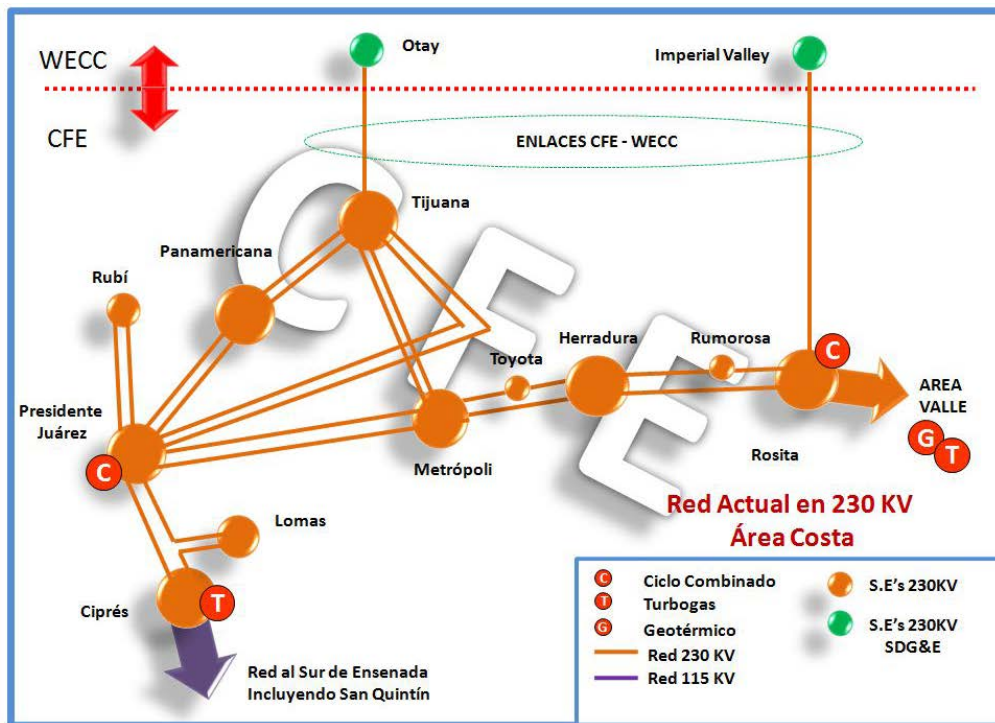 WECC
CFE
Otay
Imperial Valley
ENLACES CFE - WECC
CFE
Tijuana
Panamericana
Rubí
Herradura
Rumorosa
Toyota
C
AREA
VALLE
G
T
Presidente
Juárez
C
Metrópoli
Rosita
Lomas
Red Actual en 230 KV
Área Costa
Ciprés
T
Red al Sur de Ensenada
Incluyendo San Quintín
C Ciclo Combinado
T Turbogas
G Geotérmico
Red 230 KV
Red 115 KV
S.E’s 230KV
S.E’s 230KV
SDG&E